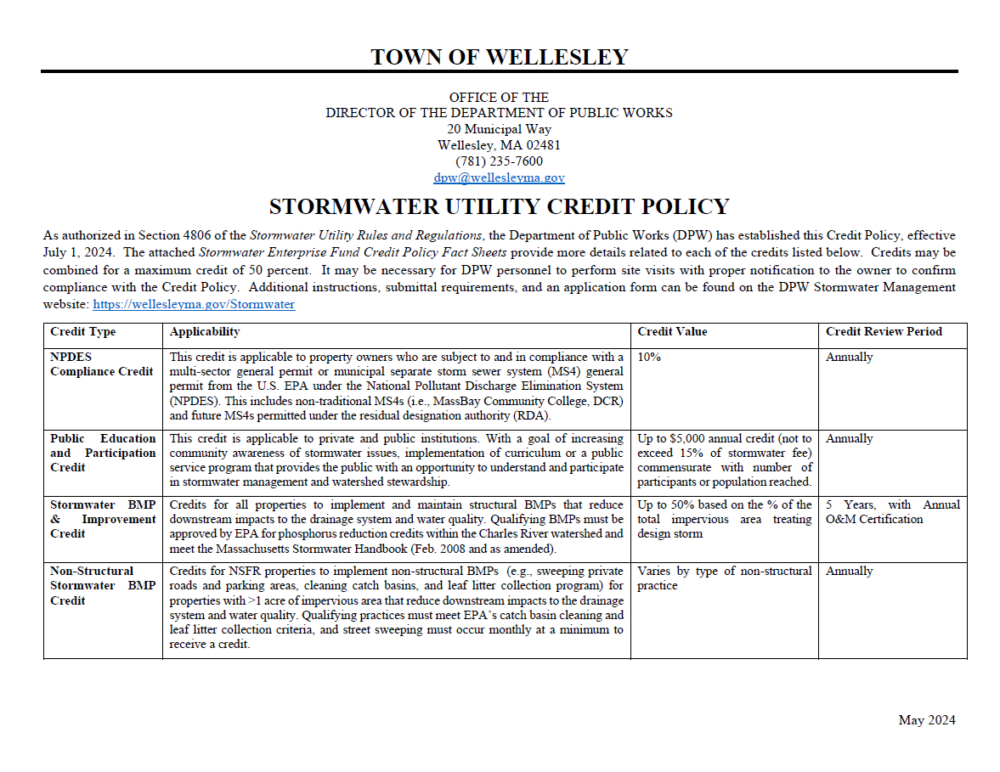 TOWN OF WELLESLEY
OFFICE OF THE
DIRECTOR OF THE DEPARTMENT OF PUBLIC WORKS
20 Municipal Way
Wellesley, MA 02481
(781) 235-7600
dpw@wellesleyma.gov
STORMWATER UTILITY CREDIT POLICY
As authorized in Section 4806 of the Stormwater Utility Rules and Regulations, the Department of Public Works (DPW) has established this Credit Policy, effective
July 1, 2024. The attached Stormwater Enterprise Fund Credit Policy Fact Sheets provide more details related to each of the credits listed below. Credits may be
combined for a maximum credit of 50 percent. It may be necessary for DPW personnel to perform site visits with proper notification to the owner to confirm
compliance with the Credit Policy. Additional instructions, submittal requirements, and an application form can be found on the DPW Stormwater Management
website: https://wellesleyma.gov/Stormwater
Credit Type
Applicability
Credit Value
Credit Review Period
NPDES
Compliance Credit
This credit is applicable to property owners who are subject to and in compliance with a
multi-sector general permit or municipal separate storm sewer system (MS4) general
permit from the U.S. EPA under the National Pollutant Discharge Elimination System
(NPDES). This includes non-traditional MS4s (i.e., MassBay Community College, DCR)
and future MS4s permitted under the residual designation authority (RDA).
10%
Annually
Public Education
and Participation
Credit
This credit is applicable to private and public institutions. With a goal of increasing
community awareness of stormwater issues, implementation of curriculum or a public
service program that provides the public with an opportunity to understand and participate
in stormwater management and watershed stewardship.
Up to $5,000 annual credit (not to
exceed 15% of stormwater fee)
commensurate with number of
participants or population reached.
Annually
Stormwater BMP
& Improvement
Credit
Credits for all properties to implement and maintain structural BMPs that reduce
downstream impacts to the drainage system and water quality. Qualifying BMPs must be
approved by EPA for phosphorus reduction credits within the Charles River watershed and
meet the Massachusetts Stormwater Handbook (Feb. 2008 and as amended).
Up to 50% based on the % of the
total impervious area treating
design storm
5 Years, with Annual
O&M Certification
Non-Structural
Stormwater BMP
Credit
Credits for NSFR properties to implement non-structural BMPs (e.g., sweeping private
roads and parking areas, cleaning catch basins, and leaf litter collection program) for
properties with >1 acre of impervious area that reduce downstream impacts to the drainage
system and water quality. Qualifying practices must meet EPA's catch basin cleaning and
leaf litter collection criteria, and street sweeping must occur monthly at a minimum to
receive a credit.
Varies by type of non-structural
practice
Annually
May 2024